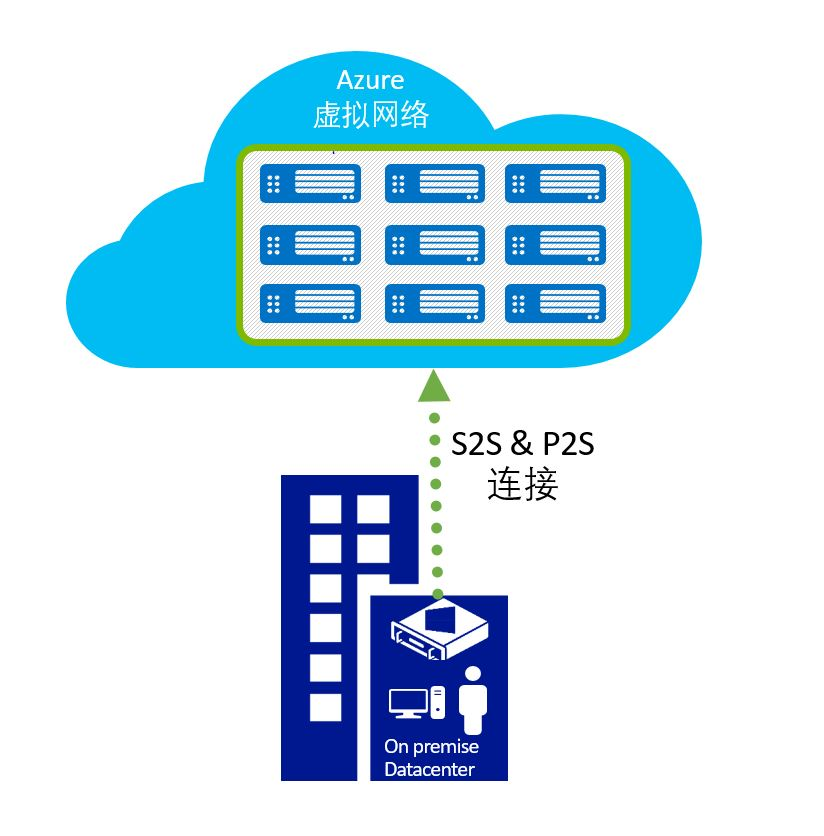 Azure
虚拟网络
S2S & P2S
连接
On premise
Datacenter